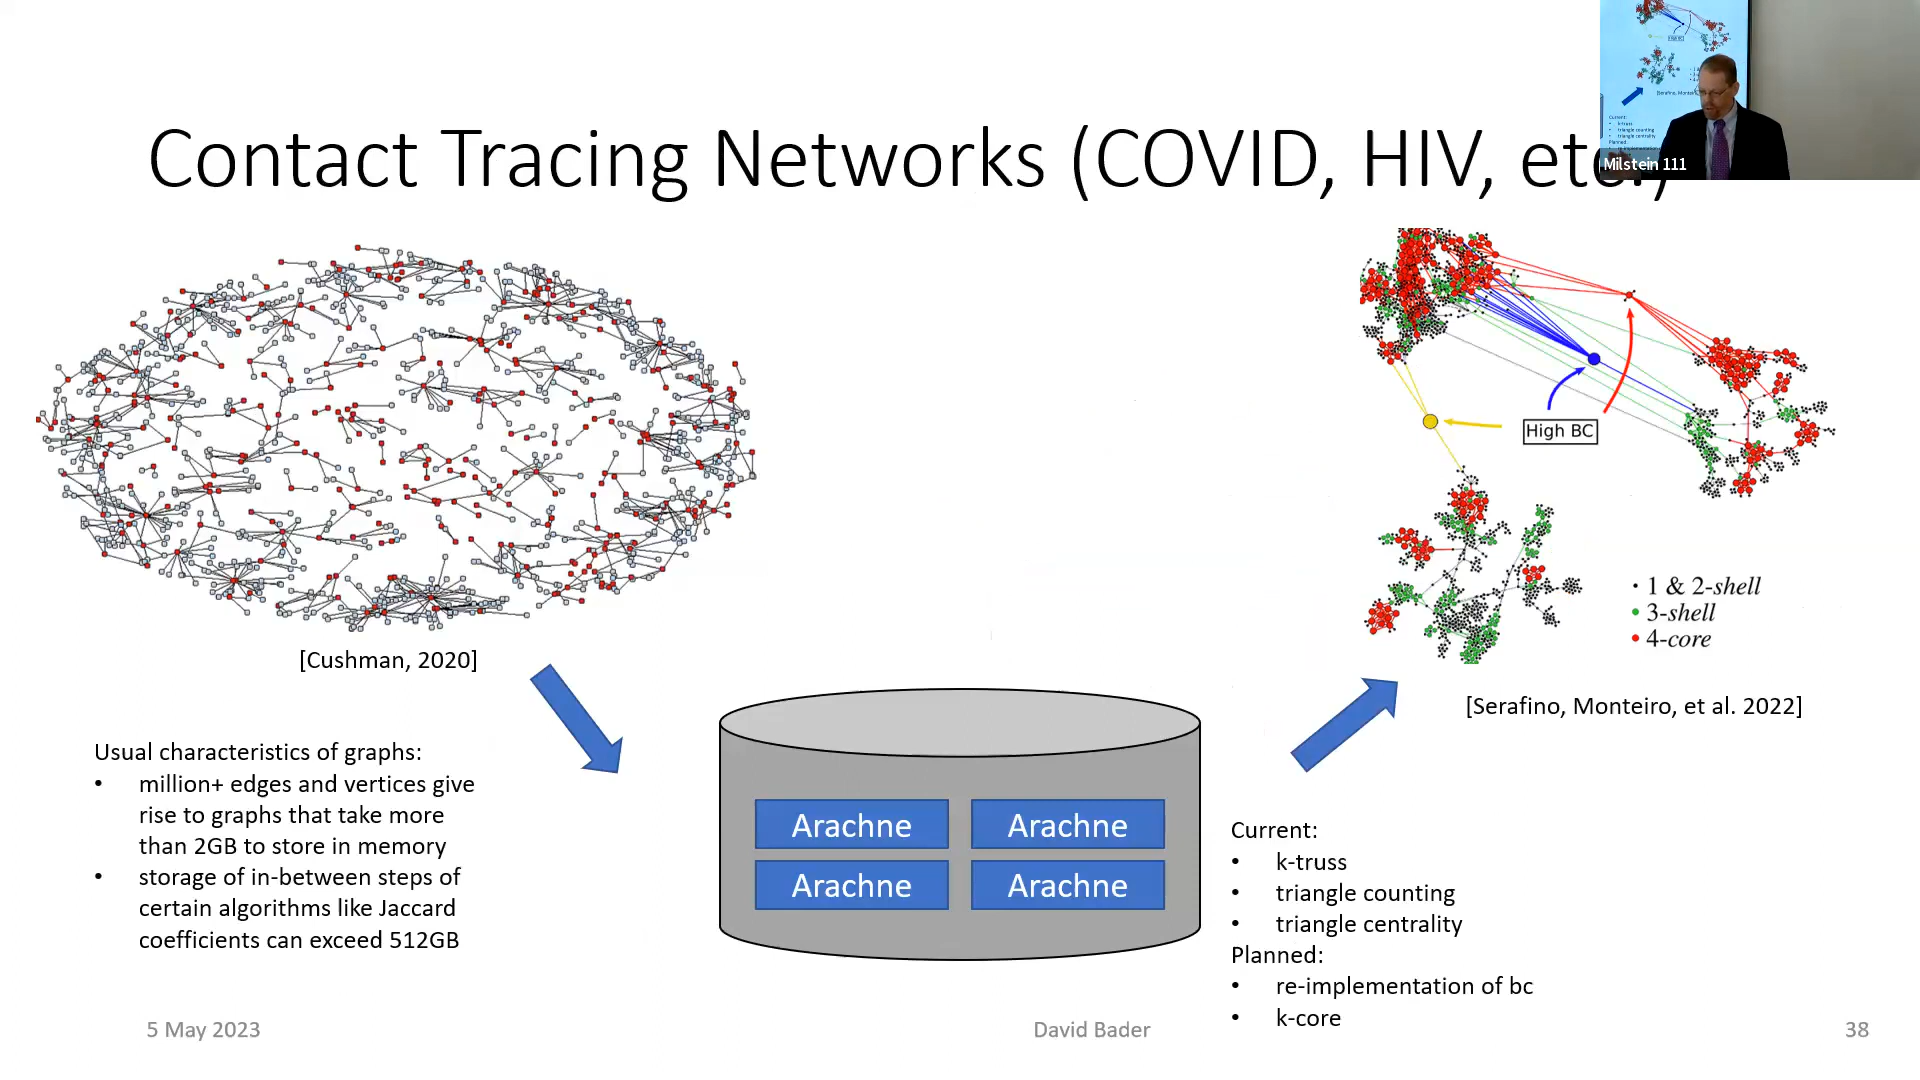 Contact Tracing Networks (COVID, HIV, etc.)
Milstein 111
High BC
1 & 2-shell
3-shell
4-core
[Cushman, 2020]
[Serafino, Monteiro, et al. 2022]
Usual characteristics of graphs:
• million+ edges and vertices give
rise to graphs that take more
than 2GB to store in memory
• storage of in-between steps of
certain algorithms like Jaccard
coefficients can exceed 512GB
Arachne
Arachne
Arachne
Arachne
Current:
• k-truss
• triangle counting
• triangle centrality
Planned:
• re-implementation of bc
• k-core
5 May 2023
David Bader
38